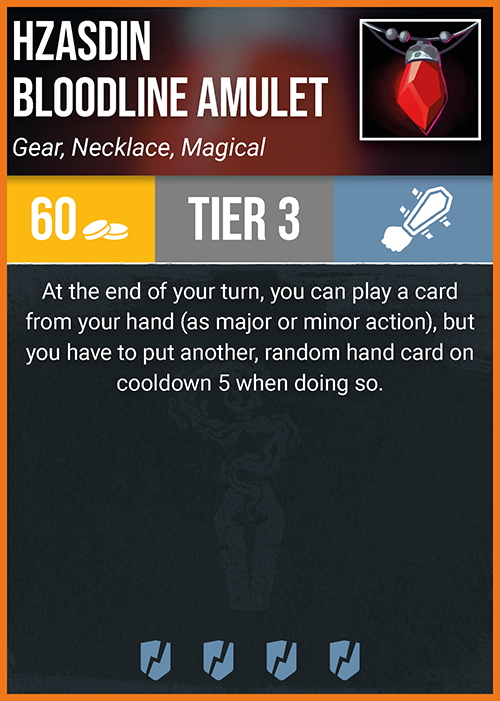 HZASDIN
BLOODLINE AMULET
Gear, Necklace, Magical
60
TIER 3
At the end of your turn, you can play a card
from your hand (as major or minor action), but
you have to put another, random hand card on
cooldown 5 when doing so.